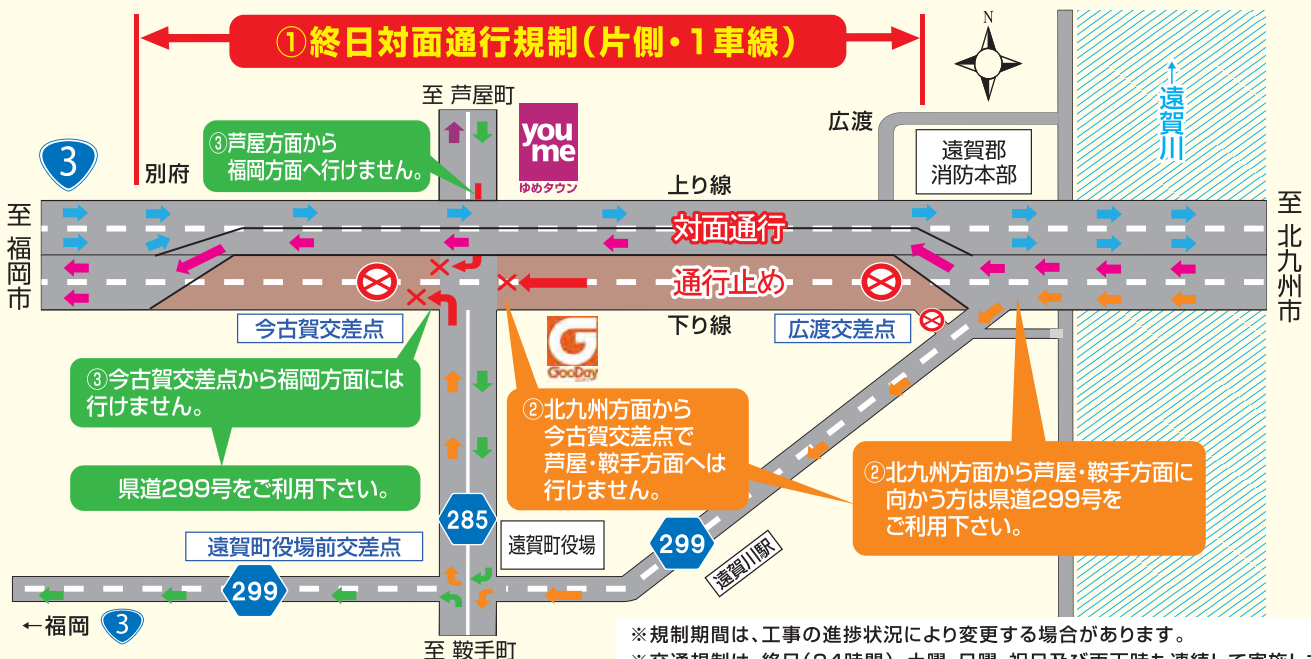 ①終日対面通行規制(片側・1車線)
N
至 芦屋町
you
me
ゆめタウン
③芦屋方面から
福岡方面へ行けません。
3
別府
広渡
遠賀郡
消防本部
←遠賀川
上り線
至 福岡市
対面通行
至 北九州市
通行止め
下り線
今古賀交差点
広渡交差点
GooDay
③今古賀交差点から福岡方面には
行けません。
県道299号をご利用下さい。
②北九州方面から
今古賀交差点で
芦屋・鞍手方面へは
行けません。
②北九州方面から芦屋・鞍手方面に
向かう方は県道299号を
ご利用下さい。
285
遠賀町役場
遠賀町役場前交差点
299
遠賀川駅
299
←福岡 3
至 鞍手町
※規制期間は、工事の進捗状況により変更する場合があります。